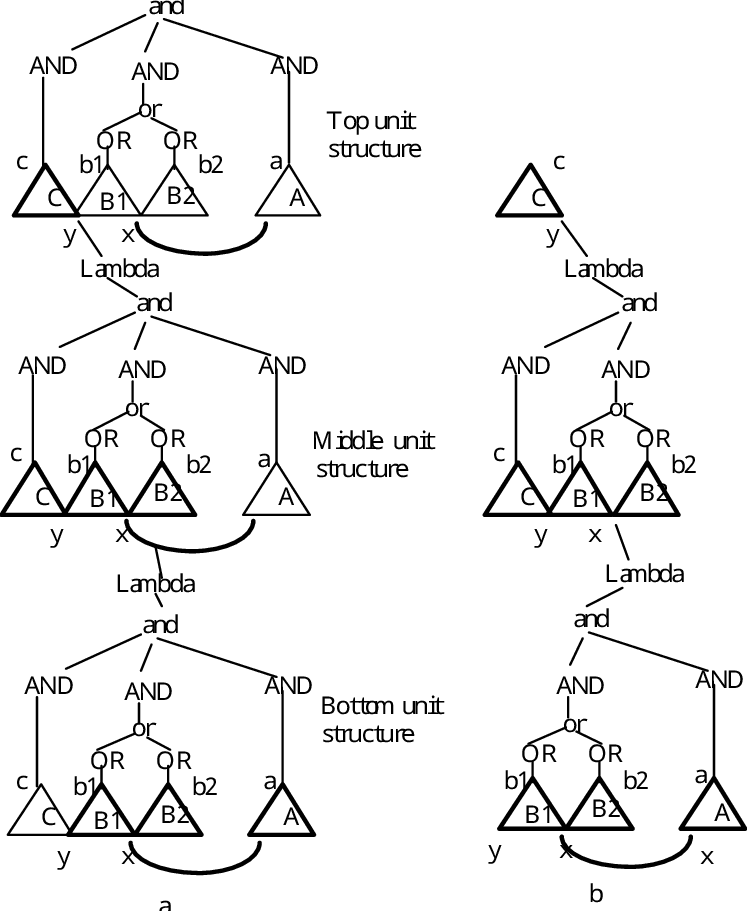 and
AND AND AND
or
OR OR
c b1 b2 a
C B1 B2 A
y x
Top unit
structure
Lambda
and
AND AND AND
or
OR OR
c b1 b2 a
C B1 B2 A
y x
Middle unit
structure
Lambda
and
AND AND AND
or
OR OR
c b1 b2 a
C B1 B2 A
y x
Bottom unit
structure
a
c
C
y
Lambda
and
AND AND
or
OR OR
c b1 b2
C B1 B2
y x
Lambda
and
AND AND
or
OR OR
b1 b2 a
B1 B2 A
y x x
b